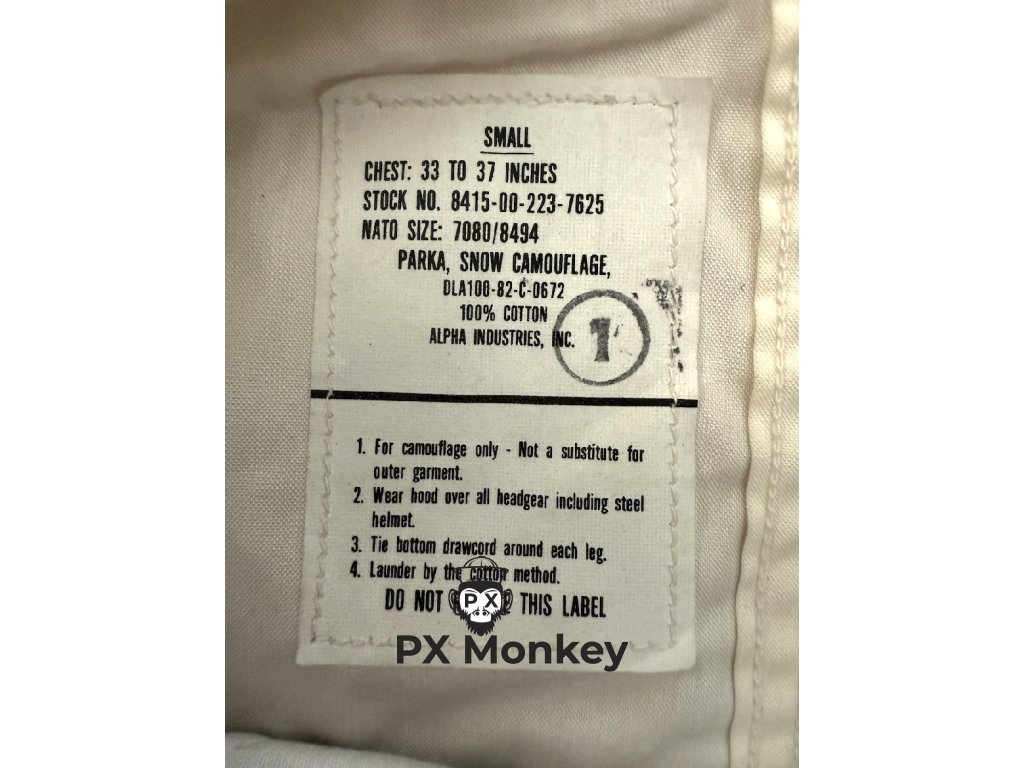 SMALL
CHEST: 33 TO 37 INCHES
STOCK NO. 8415-00-223-7625
NATO SIZE: 7080/8494
PARKA, SNOW CAMOUFLAGE,
DLA100-82-C-0672
100% COTTON
ALPHA INDUSTRIES, INC.
1
1. For camouflage only - Not a substitute for
outer garment.
2. Wear hood over all headgear including steel
helmet.
3. Tie bottom drawcord around each leg.
4. Launder by the cotton method.
DO NOT THIS LABEL
PX
PX Monkey